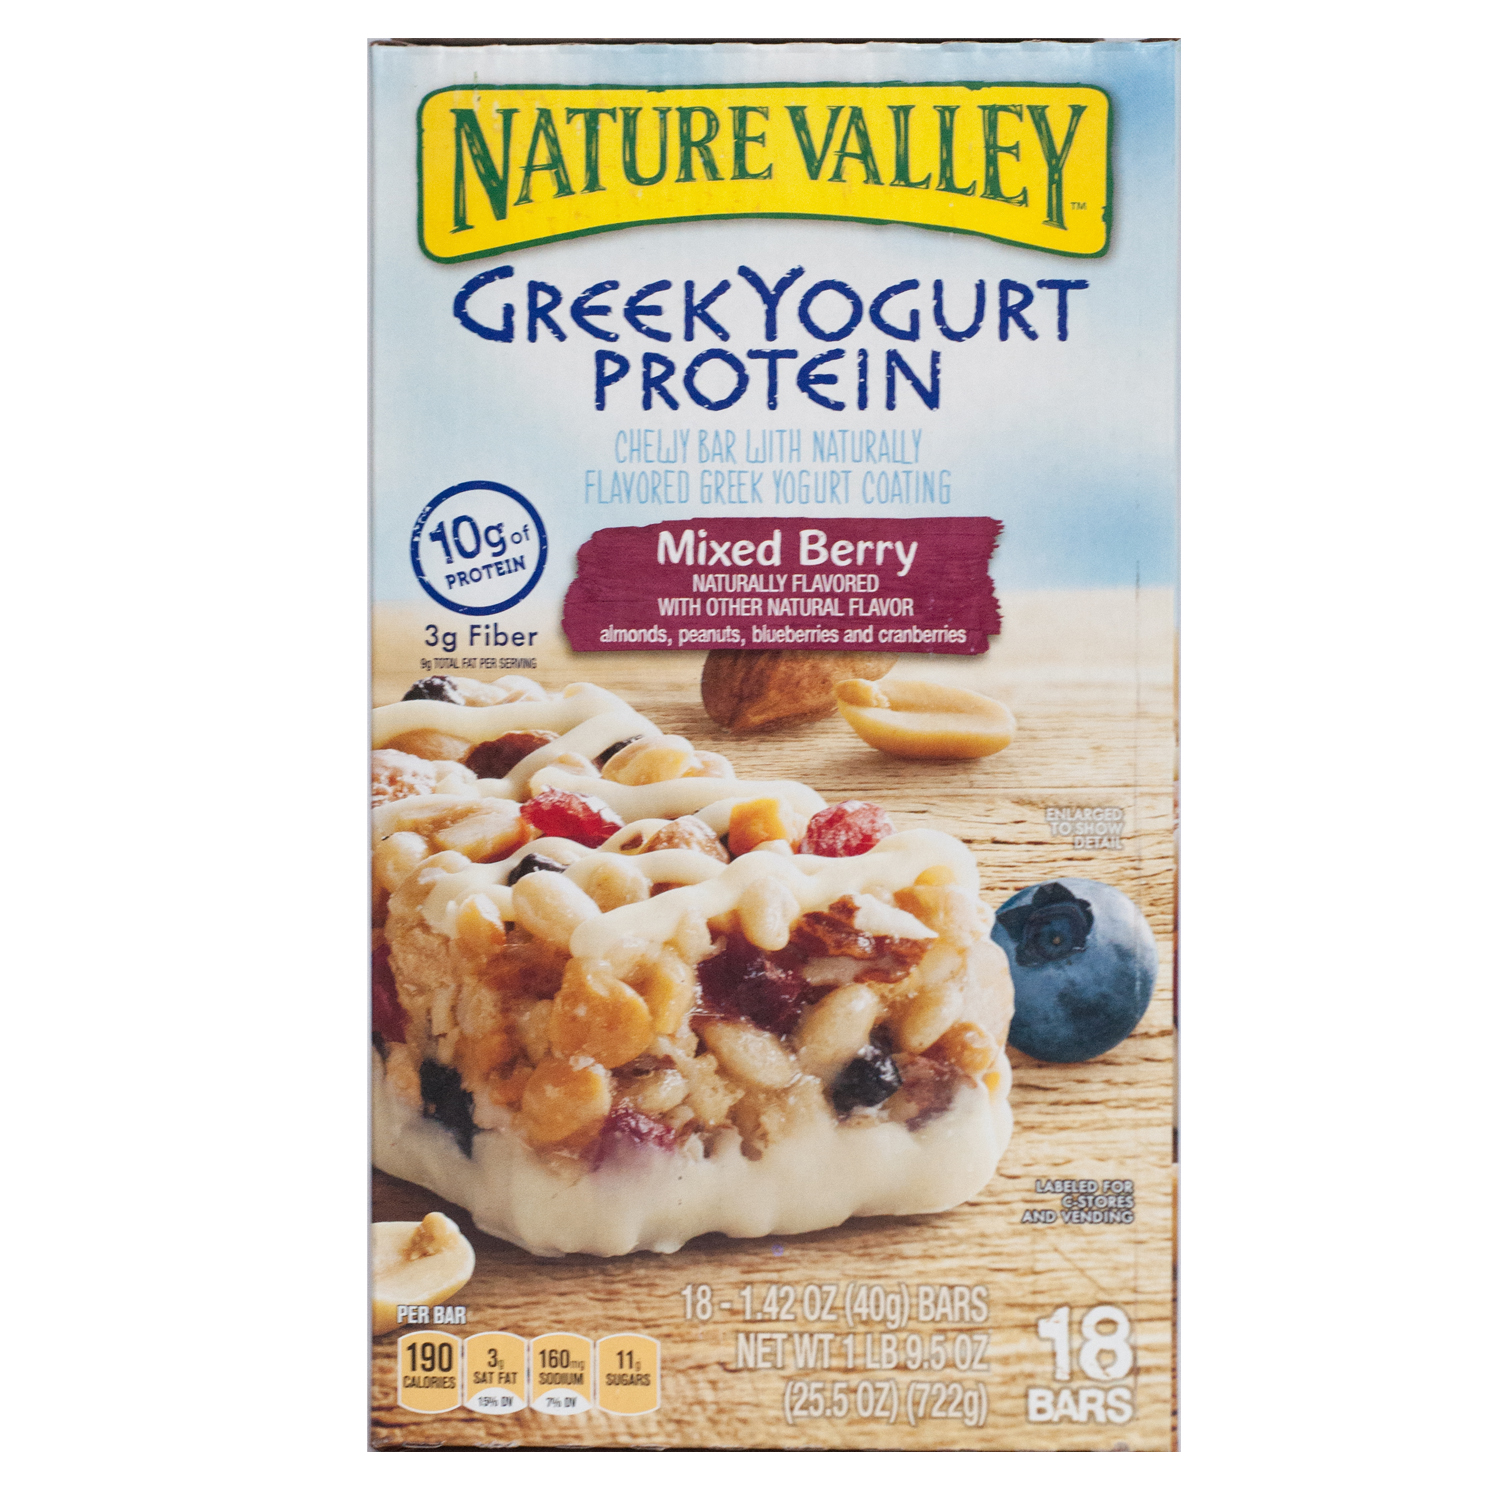 NATURE VALLEY™
GREEK YOGURT
PROTEIN
CHEWY BAR WITH NATURALLY
FLAVORED GREEK YOGURT COATING
10g of
PROTEIN
3g Fiber
9g TOTAL FAT PER SERVING
Mixed Berry
NATURALLY FLAVORED
WITH OTHER NATURAL FLAVOR
almonds, peanuts, blueberries and cranberries
ENLARGED
TO SHOW
DETAIL
LABELED FOR
C-STORES
AND VENDING
PER BAR
190
CALORIES
3g
SAT FAT
15% DV
160mg
SODIUM
7% DV
11g
SUGARS
18 - 1.42 OZ (40g) BARS
NET WT 1 LB 9.5 OZ
(25.5 OZ) (722g)
18
BARS